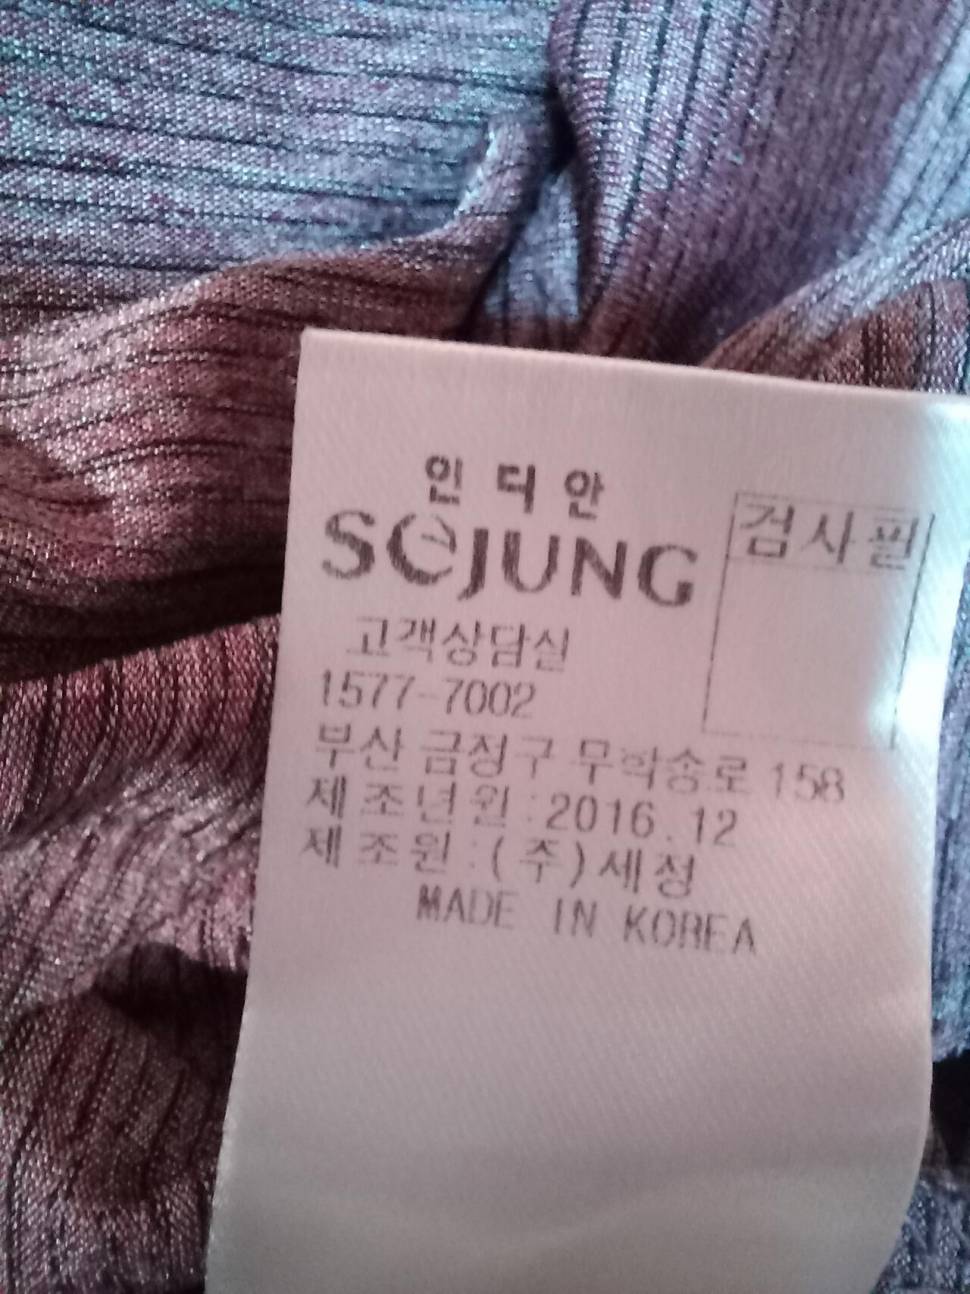 인디안
SEJUNG
검사필
고객상담실
1577-7002
부산 금정구 무학송로 158
제조년월 : 2016.12
제조원 : (주)세정
MADE IN KOREA